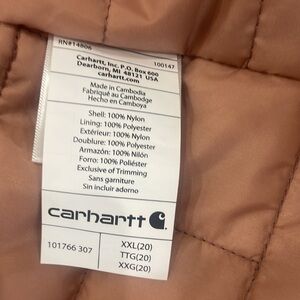 RN#14806 100147
Carhartt, Inc. P.O. Box 600
Dearborn, MI 48121 USA
carhartt.com
Made in Cambodia
Fabriqué au Cambodge
Hecho en Camboya
Shell: 100% Nylon
Lining: 100% Polyester
Extérieur: 100% Nylon
Doublure: 100% Polyester
Armazón: 100% Nilón
Forro: 100% Poliéster
Exclusive of Trimming
Sans garniture
Sin incluir adorno
carhartt
101766 307
XXL(20)
TTG(20)
XXG(20)